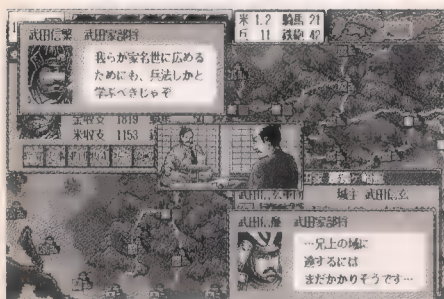 武田信繁 武田家部将
我らが家名世に広める
ためにも、兵法しかと
学ぶべきじゃぞ
米 1.2 騎馬 21
兵 11 鉄砲 42
金収支 1819
米収支 1153
城主 武田信玄
武田信廉 武田家部将
…兄上の域に
達するには
まだかかりそうです…